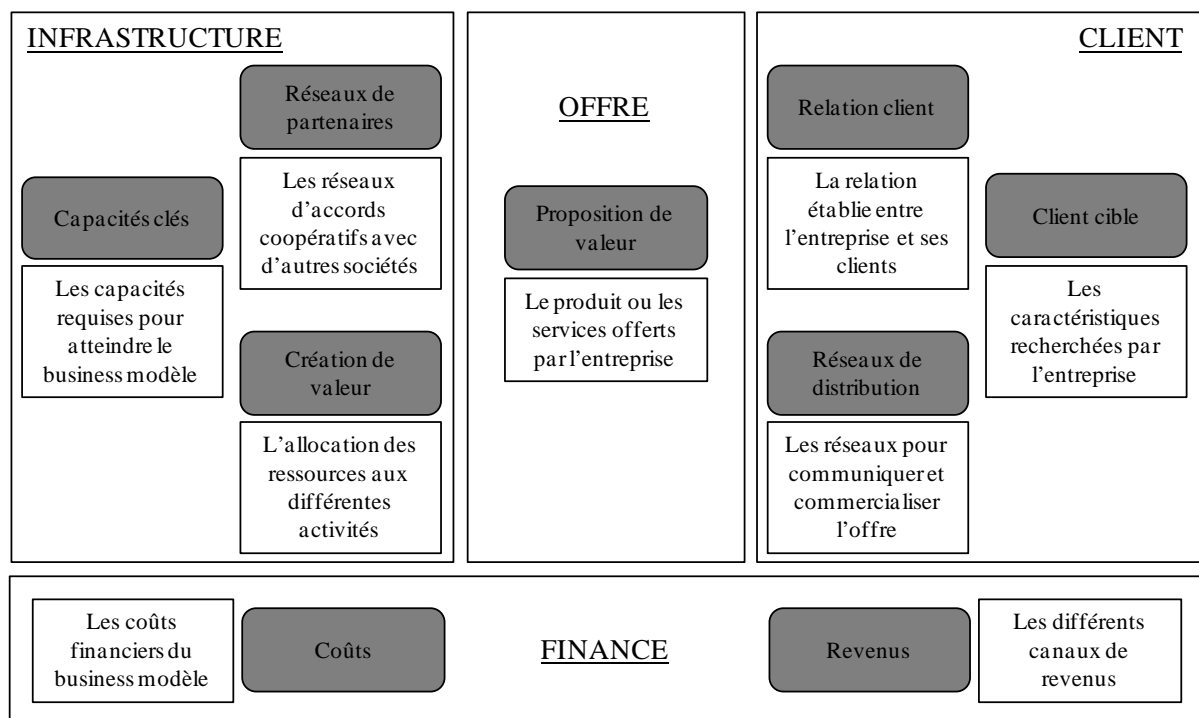 INFRASTRUCTURE
Réseaux de
partenaires
Les réseaux
d’accords
coopératifs avec
d’autres sociétés
Capacités clés
Les capacités
requises pour
atteindre le
business modèle
Création de
valeur
L’allocation des
ressources aux
différentes
activités
OFFRE
Proposition de
valeur
Le produit ou les
services offerts
par l’entreprise
CLIENT
Relation client
La relation
établie entre
l’entreprise et ses
clients
Client cible
Les
caractéristiques
recherchées par
l’entreprise
Réseaux de
distribution
Les réseaux pour
communiquer et
commercialiser
l’offre
Les coûts
financiers du
business modèle
Coûts
FINANCE
Revenus
Les différents
canaux de
revenus